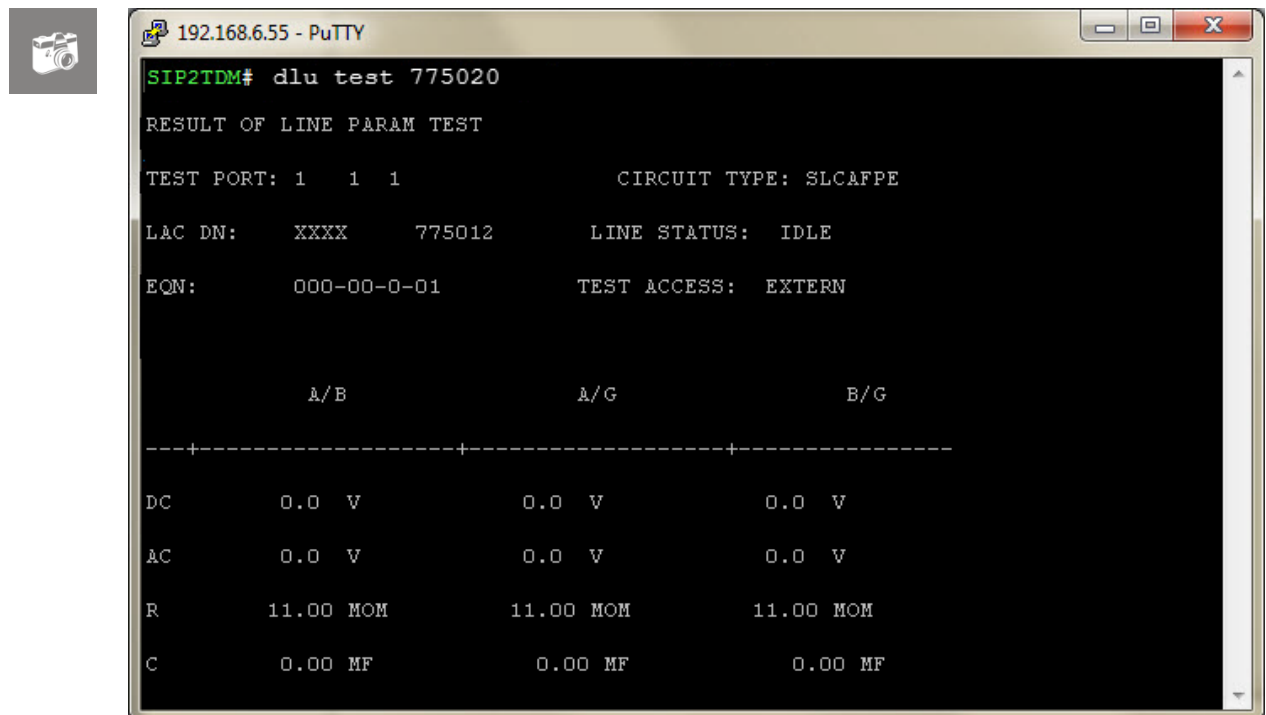 192.168.6.55 - PuTTY
SIP2TDM# dlu test 775020
RESULT OF LINE PARAM TEST
TEST PORT: 1 1 1 CIRCUIT TYPE: SLCAFPE
LAC DN: XXXX 775012 LINE STATUS: IDLE
EQN: 000-00-0-01 TEST ACCESS: EXTERN
A/B A/G B/G
---+-------------------+-------------------+----------------
DC 0.0 V 0.0 V 0.0 V
AC 0.0 V 0.0 V 0.0 V
R 11.00 MOM 11.00 MOM 11.00 MOM
C 0.00 MF 0.00 MF 0.00 MF